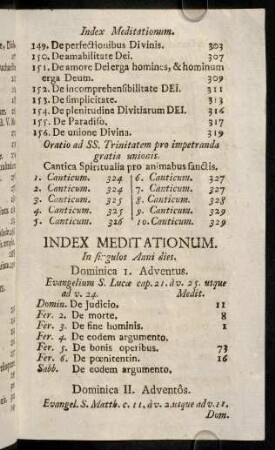 Index Meditationum.
149. De perfectionibus Divinis. 303
150. De amabilitate Dei. 307
151. De amore Dei erga homines, & hominum
erga Deum. 309
152. De incomprehensibilitate DEI. 311
153. De simplicitate. 313
154. De plenitudine Divitiarum DEI. 316
155. De Paradiso. 317
156. De unione Divina. 319
Oratio ad SS. Trinitatem pro impetranda
gratia unionis.
Cantica Spiritualia pro animabus sanctis.
1. Canticum. 324 | 6. Canticum. 327
2. Canticum. 324 | 7. Canticum. 327
3. Canticum. 325 | 8. Canticum. 328
4. Canticum. 325 | 9. Canticum. 329
5. Canticum. 326 | 10. Canticum. 329
INDEX MEDITATIONUM.
In singulos Anni dies.
Dominica I. Adventus.
Evangelium S. Lucæ cap. 21. à v. 25. usque
ad v. 24. Medit.
Domin. De Judicio. 11
Fer. 2. De morte. 8
Fer. 3. De fine hominis. 1
Fer. 4. De eodem argumento.
Fer. 5. De bonis operibus. 73
Fer. 6. De pœnitentin. 16
Sabb. De eodem argumento.
Dominica II. Adventôs.
Evangel. S. Matth. c. 11. à v. 2. usque ad v. 11.
Dom.